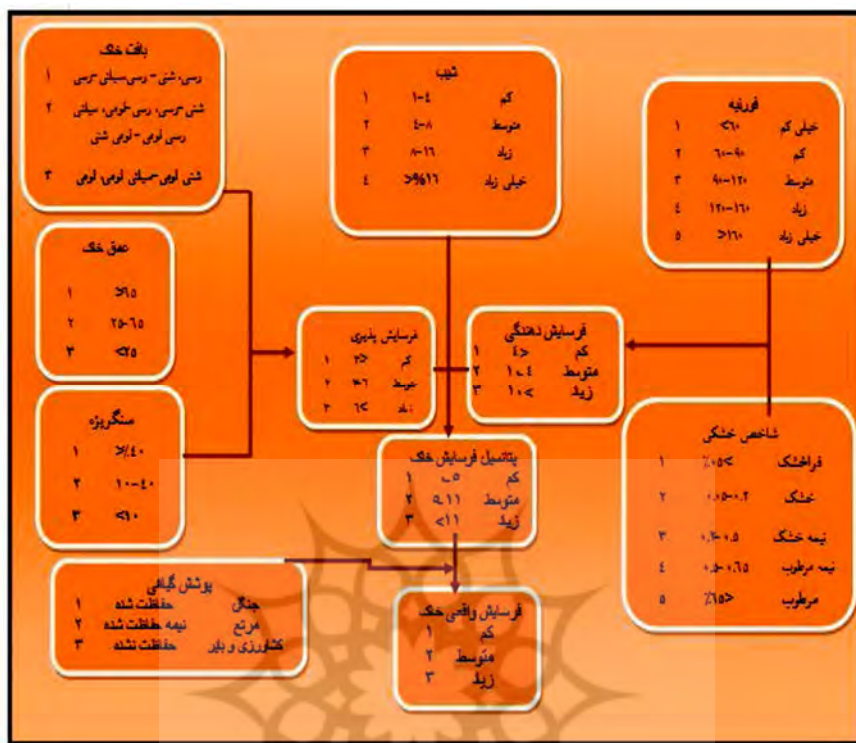 بافت خاک
رسی، شنی - رسی، سیلتی - رسی ۱
شنی-رسی، رسی-لومی، سیلتی ۲
رسی لومی - لومی شنی
شنی لومی-سیلتی لومی، لومی ۳
عمق خاک
>۶۵ ۱
۲۵-۶۵ ۲
<۲۵ ۳
سنگریزه
>٪۴۰ ۱
۱۰-۴۰ ۲
<۱۰ ۳
شیب
کم ۱-۴ ۱
متوسط ۴-۸ ۲
زیاد ۸-۱۶ ۳
خیلی زیاد >%۱۶ ۴
فورنیه
خیلی کم <۶۰ ۱
کم ۶۰-۹۰ ۲
متوسط ۹۰-۱۲۰ ۳
زیاد ۱۲۰-۱۶۰ ۴
خیلی زیاد >۱۶۰ ۵
شاخص خشکی
فراخشک ۱
خشک ۰.۰۵-۰.۲ ۲
نیمه خشک ۰.۲-۰.۵ ۳
نیمه مرطوب ۰.۵-۰.۶۵ ۴
مرطوب ۵
فرسایش دهندگی
کم <۴ ۱
متوسط ۲
زیاد >۱۰ ۳
فرسایش پذیری
کم <۳ ۱
متوسط ۳-۶ ۲
زیاد >۶ ۳
پتانسیل فرسایش خاک
کم ۱
متوسط ۲
زیاد ۳
پوشش گیاهی
جنگل حفاظت شده ۱
مرتع نیمه حفاظت شده ۲
کشاورزی و بایر حفاظت نشده ۳
فرسایش واقعی خاک
کم ۱
متوسط ۲
زیاد ۳